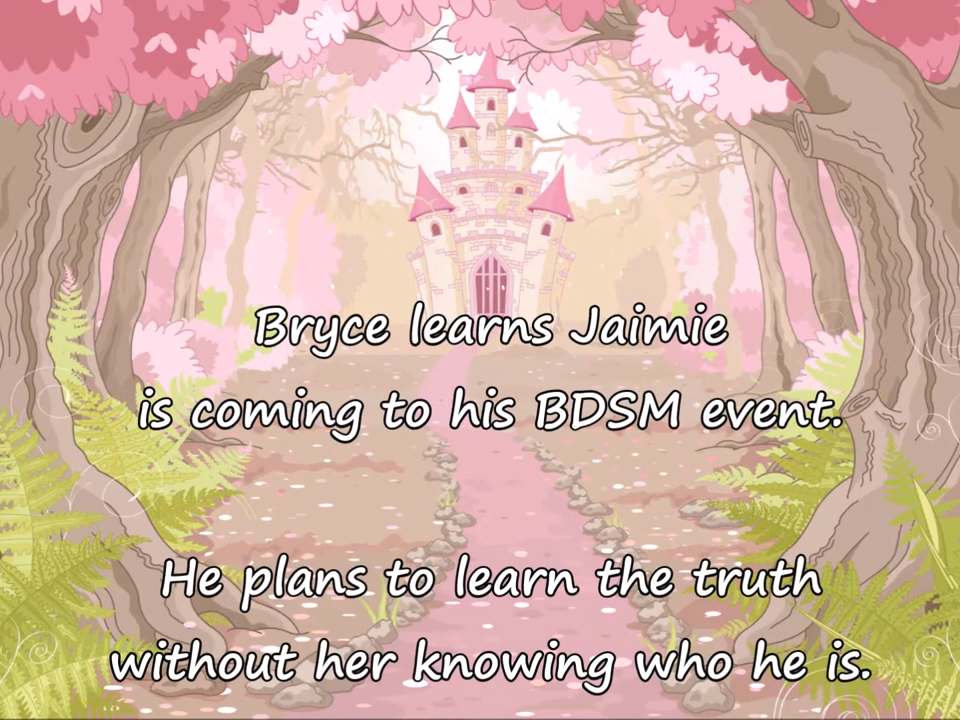 Bryce learns Jaimie
is coming to his BDSM event.
He plans to learn the truth
without her knowing who he is.